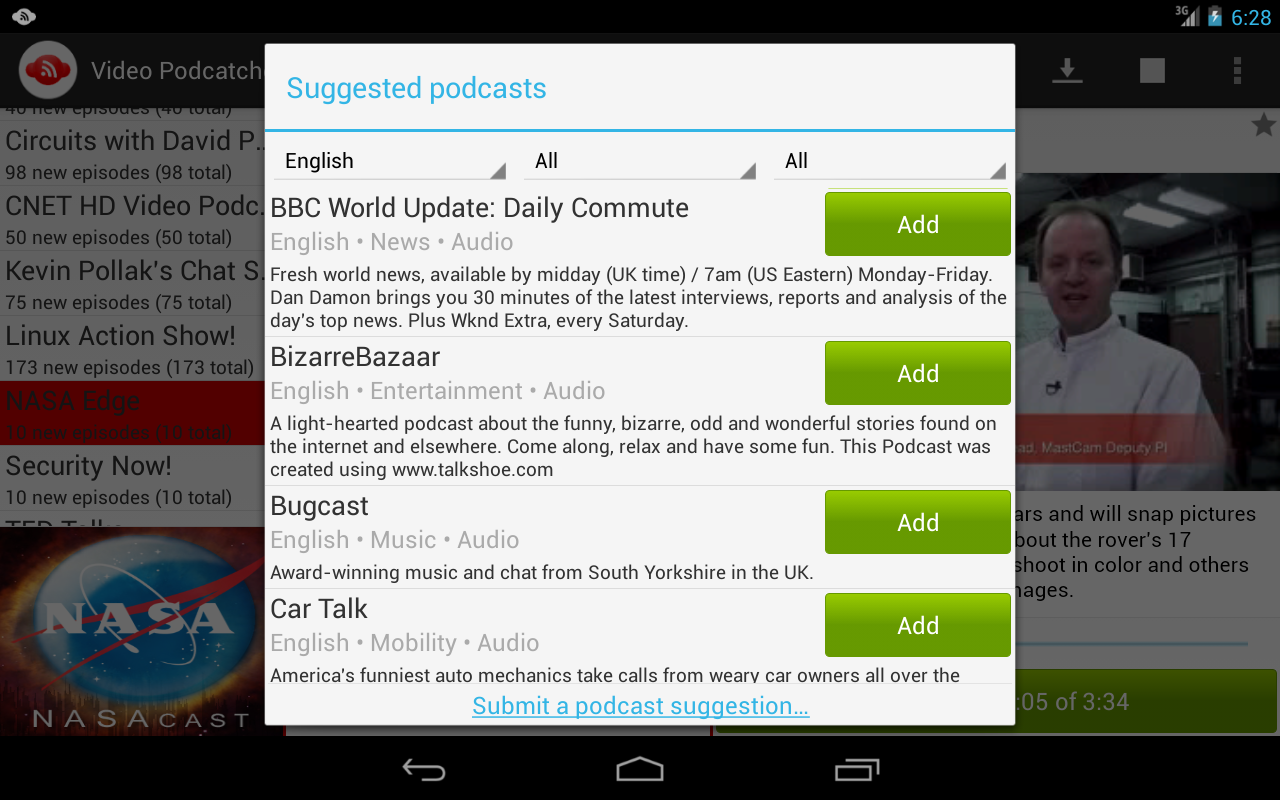 3G 6:28
Video Podcatche
Suggested podcasts
English All All
BBC World Update: Daily Commute
English • News • Audio
Add
Fresh world news, available by midday (UK time) / 7am (US Eastern) Monday-Friday.
Dan Damon brings you 30 minutes of the latest interviews, reports and analysis of the
day's top news. Plus Wknd Extra, every Saturday.
BizarreBazaar
English • Entertainment • Audio
Add
A light-hearted podcast about the funny, bizarre, odd and wonderful stories found on
the internet and elsewhere. Come along, relax and have some fun. This Podcast was
created using www.talkshoe.com
Bugcast
English • Music • Audio
Add
Award-winning music and chat from South Yorkshire in the UK.
Car Talk
English • Mobility • Audio
Add
America's funniest auto mechanics take calls from weary car owners all over the
Submit a podcast suggestion...
40 new episodes (40 total)
Circuits with David P...
98 new episodes (98 total)
CNET HD Video Podc...
50 new episodes (50 total)
Kevin Pollak's Chat S...
75 new episodes (75 total)
Linux Action Show!
173 new episodes (173 total)
NASA Edge
10 new episodes (10 total)
Security Now!
10 new episodes (10 total)
TED Talks
NASA
NASACAST
ad. MastCam Deputy PI
ars and will snap pictures
bout the rover's 17
shoot in color and others
mages.
:05 of 3:34